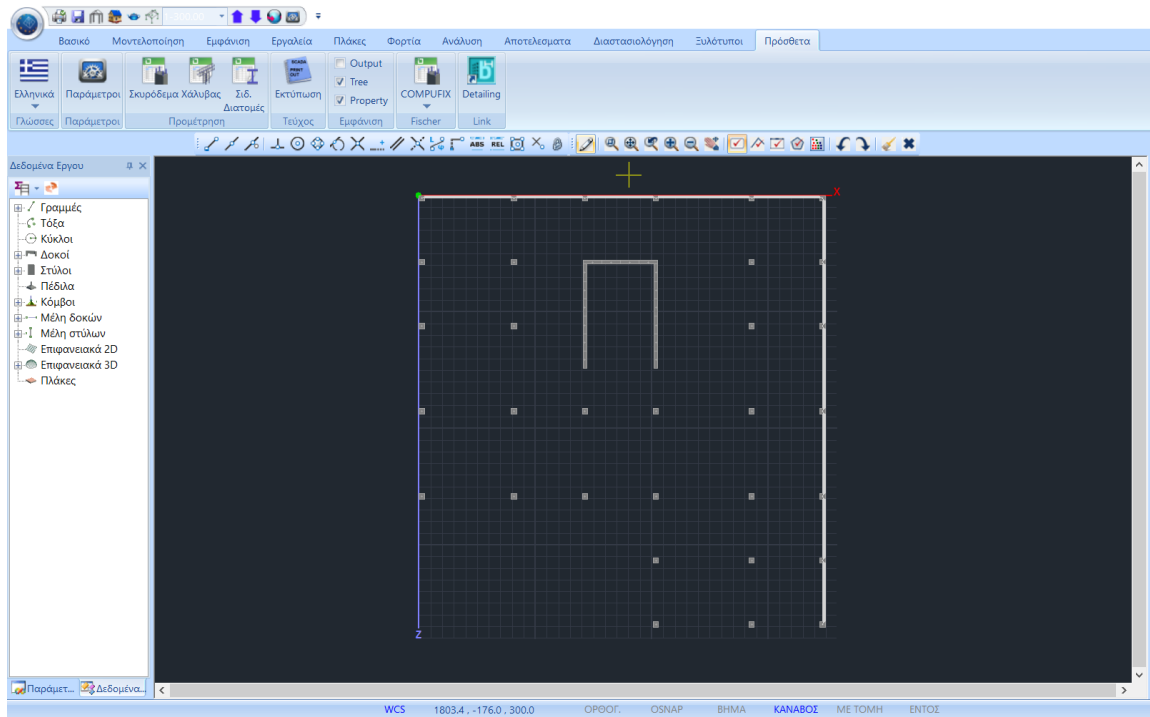 Βασικό Μοντελοποίηση Εμφάνιση Εργαλεία Πλάκες Φορτία Ανάλυση Αποτελεσματα Διαστασιολόγηση Ξυλότυποι Πρόσθετα
Output
Tree
Property
Ελληνικά Παράμετροι Σκυρόδεμα Χάλυβας Σιδ. Διατομές Εκτύπωση COMPUFIX Detailing
Γλώσσες Παράμετροι Προμέτρηση Τεύχος Εμφάνιση Fischer Link
ABS REL
Δεδομένα Εργου
Γραμμές
Τόξα
Κύκλοι
Δοκοί
Στύλοι
Πέδιλα
Κόμβοι
Μέλη δοκών
Μέλη στύλων
Επιφανειακά 2D
Επιφανειακά 3D
Πλάκες
X
Z
Παράμετ... Δεδομένα...
WCS 1803.4 , -176.0 , 300.0 ΟΡΘΟΓ. OSNAP ΒΗΜΑ ΚΑΝΑΒΟΣ ΜΕ ΤΟΜΗ ΕΝΤΟΣ